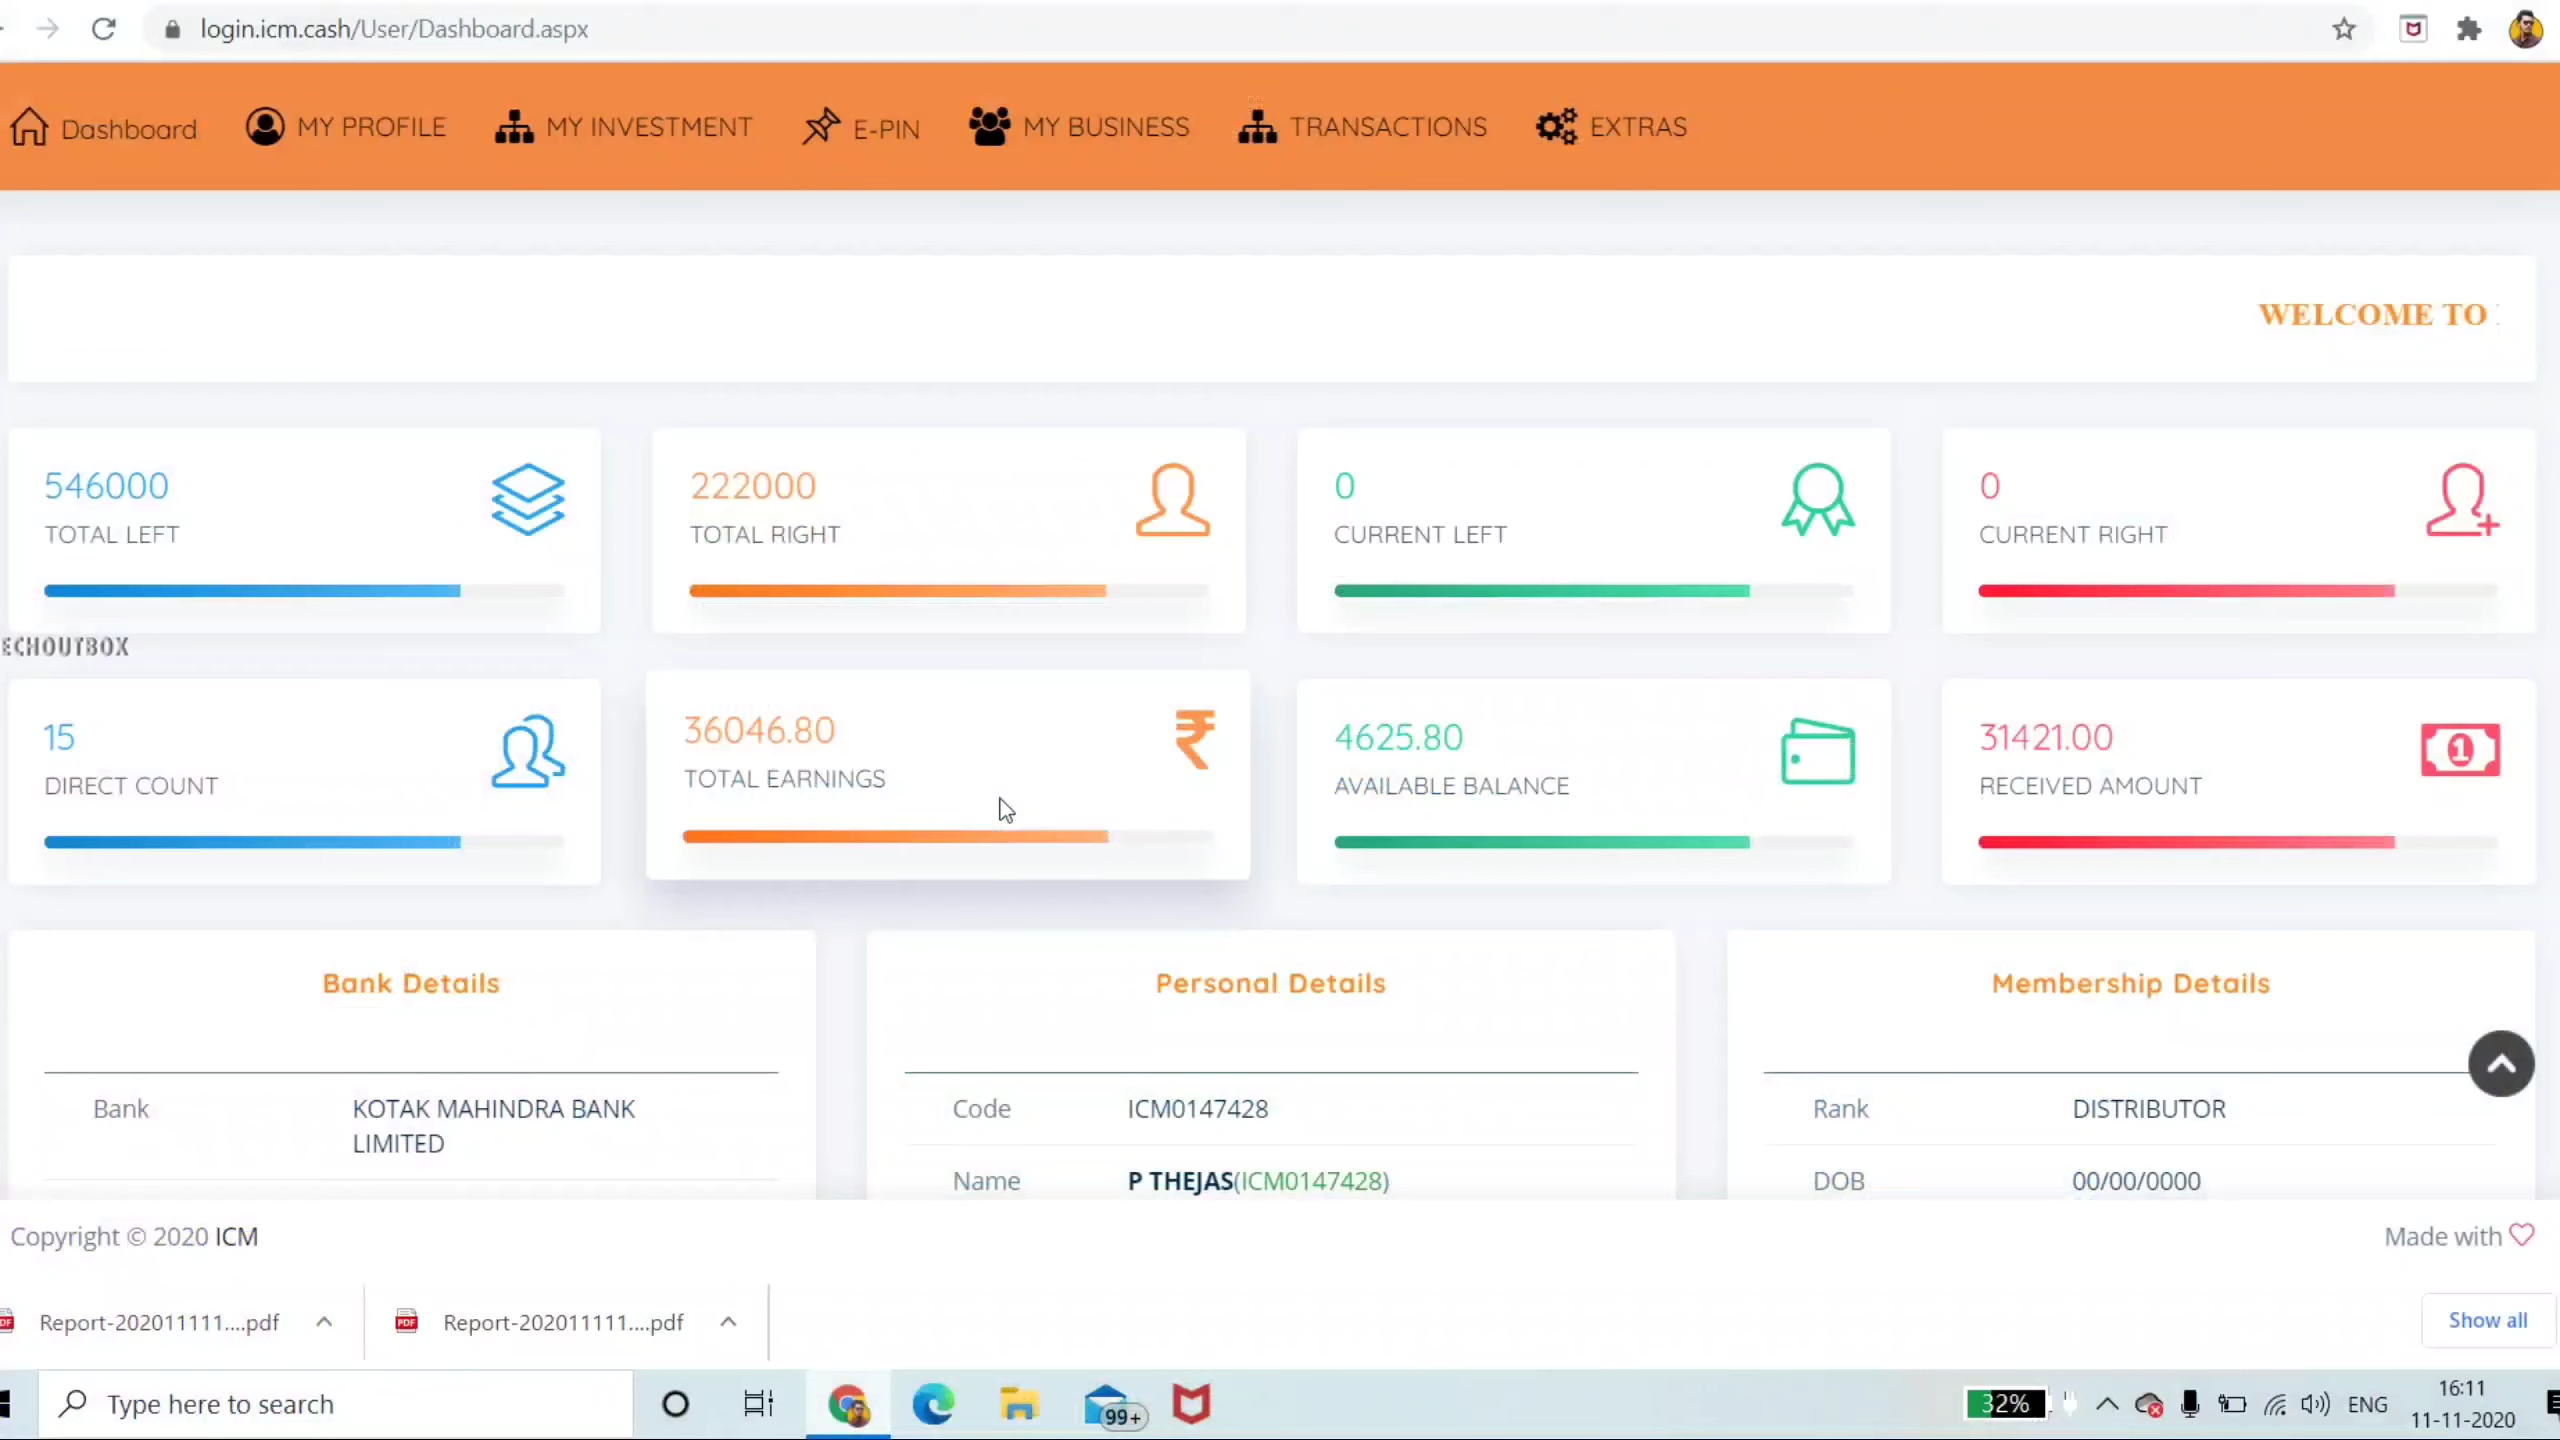 login.icm.cash/User/Dashboard.aspx
Dashboard MY PROFILE MY INVESTMENT E-PIN MY BUSINESS TRANSACTIONS EXTRAS
WELCOME TO
546000
TOTAL LEFT
222000
TOTAL RIGHT
0
CURRENT LEFT
0
CURRENT RIGHT
ECHOUTBOX
15
DIRECT COUNT
36046.80
TOTAL EARNINGS
4625.80
AVAILABLE BALANCE
31421.00
RECEIVED AMOUNT
Bank Details
Bank KOTAK MAHINDRA BANK
LIMITED
Personal Details
Code ICM0147428
Name P THEJAS(ICM0147428)
Membership Details
Rank DISTRIBUTOR
DOB 00/00/0000
Copyright © 2020 ICM
Made with
Report-202011111....pdf
Report-202011111....pdf
Show all
Type here to search
99+
32%
ENG
16:11
11-11-2020